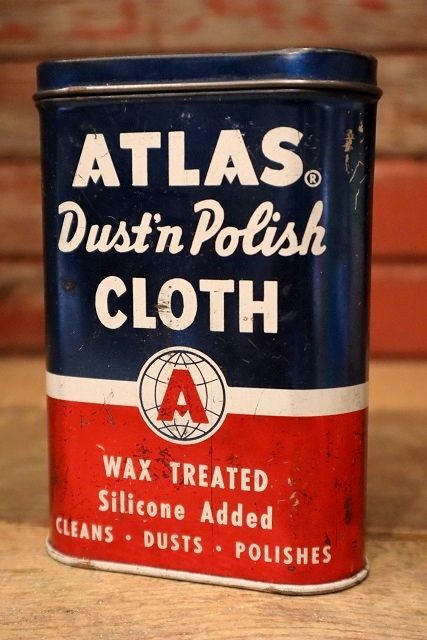 ATLAS®
Dust'n Polish
CLOTH
A
WAX TREATED
Silicone Added
CLEANS · DUSTS · POLISHES